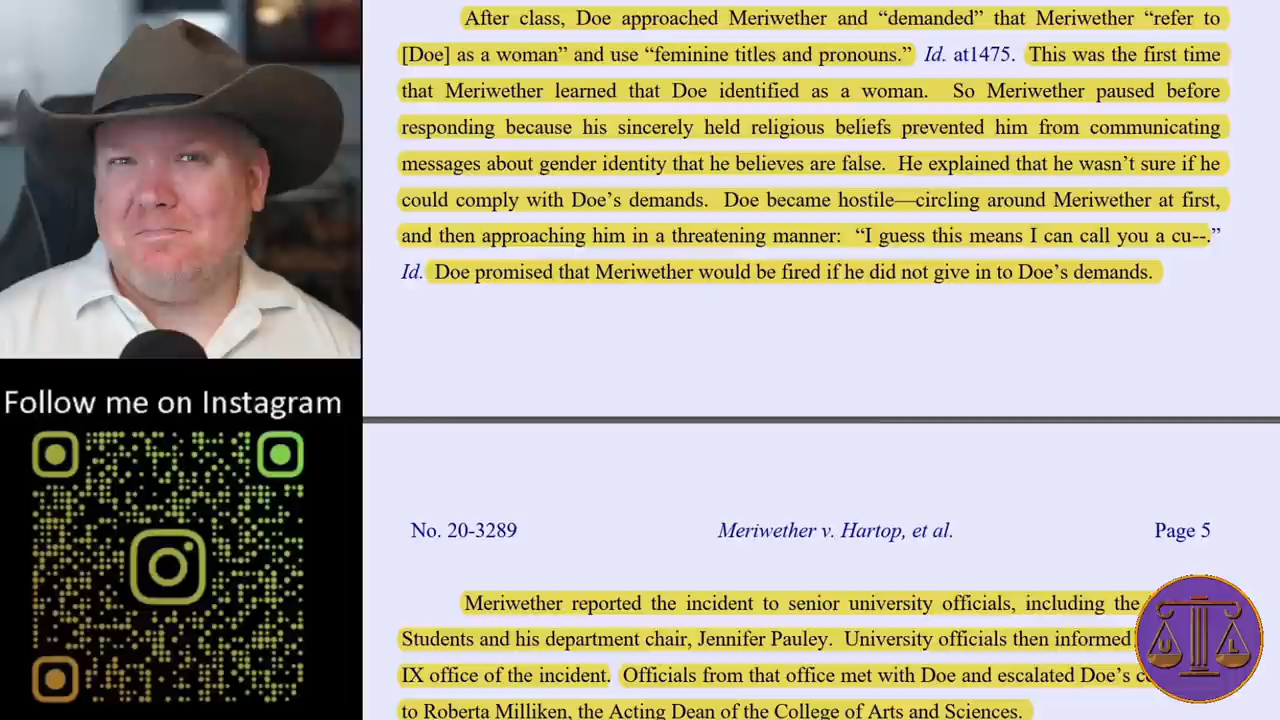 After class, Doe approached Meriwether and “demanded” that Meriwether “refer to
[Doe] as a woman” and use “feminine titles and pronouns.” Id. at1475. This was the first time
that Meriwether learned that Doe identified as a woman. So Meriwether paused before
responding because his sincerely held religious beliefs prevented him from communicating
messages about gender identity that he believes are false. He explained that he wasn’t sure if he
could comply with Doe’s demands. Doe became hostile—circling around Meriwether at first,
and then approaching him in a threatening manner: “I guess this means I can call you a cu--.”
Id. Doe promised that Meriwether would be fired if he did not give in to Doe’s demands.
Follow me on Instagram
No. 20-3289 Meriwether v. Hartop, et al. Page 5
Meriwether reported the incident to senior university officials, including the
Students and his department chair, Jennifer Pauley. University officials then informed
IX office of the incident. Officials from that office met with Doe and escalated Doe’s
to Roberta Milliken, the Acting Dean of the College of Arts and Sciences.
U L